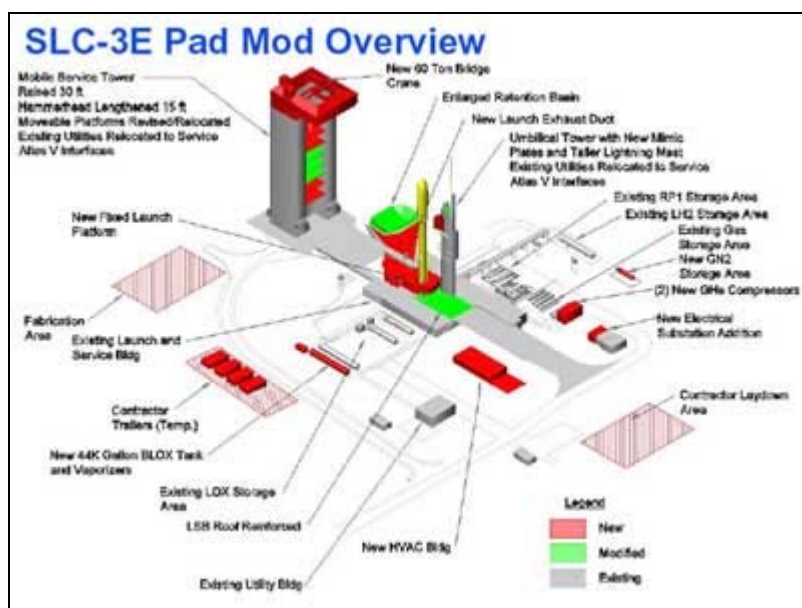 SLC-3E Pad Mod Overview
Mobile Service Tower
Raised 30 ft
Hammerhead Lengthened 15 ft
Moveable Platforms Revised/Relocated
Existing Utilities Relocated to Service
Atlas V Interfaces
New 60 Ton Bridge
Crane
Enlarged Retention Basin
New Launch Exhaust Duct
Umbilical Tower with New Mimic
Plates and Taller Lightning Mast
Existing Utilities Relocated to Service
Atlas V Interfaces
Existing RP1 Storage Area
Existing LH2 Storage Area
Existing Gas
Storage Area
New GN2
Storage Area
(2) New GHe Compressors
New Electrical
Substation Addition
New Fixed Launch
Platform
Fabrication
Area
Existing Launch and
Service Bldg
Contractor
Trailers (Temp.)
New 44K Gallon BLOX Tank
and Vaporizers
Existing LOX Storage
Area
LSB Roof Reinforced
Existing Utility Bldg
New HVAC Bldg
Contractor Laydown
Area
Legend
New
Modified
Existing